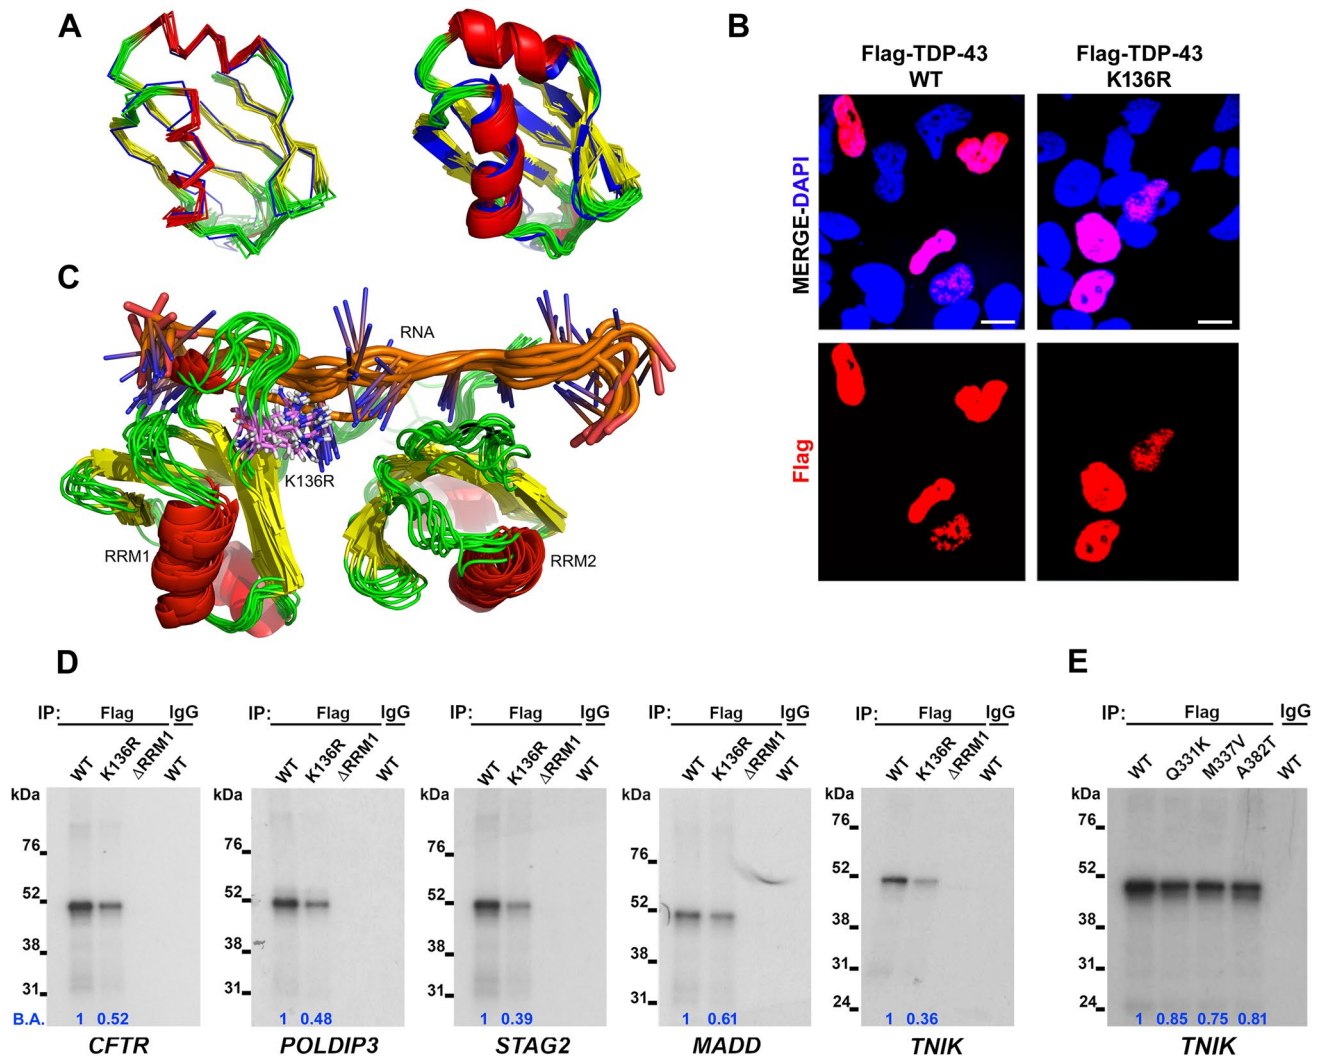 A
B
Flag-TDP-43
WT
Flag-TDP-43
K136R
MERGE-DAPI
Flag
C
RNA
K136R
RRM1
RRM2
D
IP: Flag IgG
WT K136R ΔRRM1 WT
kDa
76
52
38
31
B.A. 1 0.52
CFTR
IP: Flag IgG
WT K136R ΔRRM1 WT
kDa
76
52
38
31
1 0.48
POLDIP3
IP: Flag IgG
WT K136R ΔRRM1 WT
kDa
76
52
38
31
1 0.39
STAG2
IP: Flag IgG
WT K136R ΔRRM1 WT
kDa
76
52
38
31
1 0.61
MADD
IP: Flag IgG
WT K136R ΔRRM1 WT
kDa
76
52
38
31
24
1 0.36
TNIK
E
IP: Flag IgG
WT Q331K M337V A382T WT
kDa
76
52
38
31
24
1 0.85 0.75 0.81
TNIK